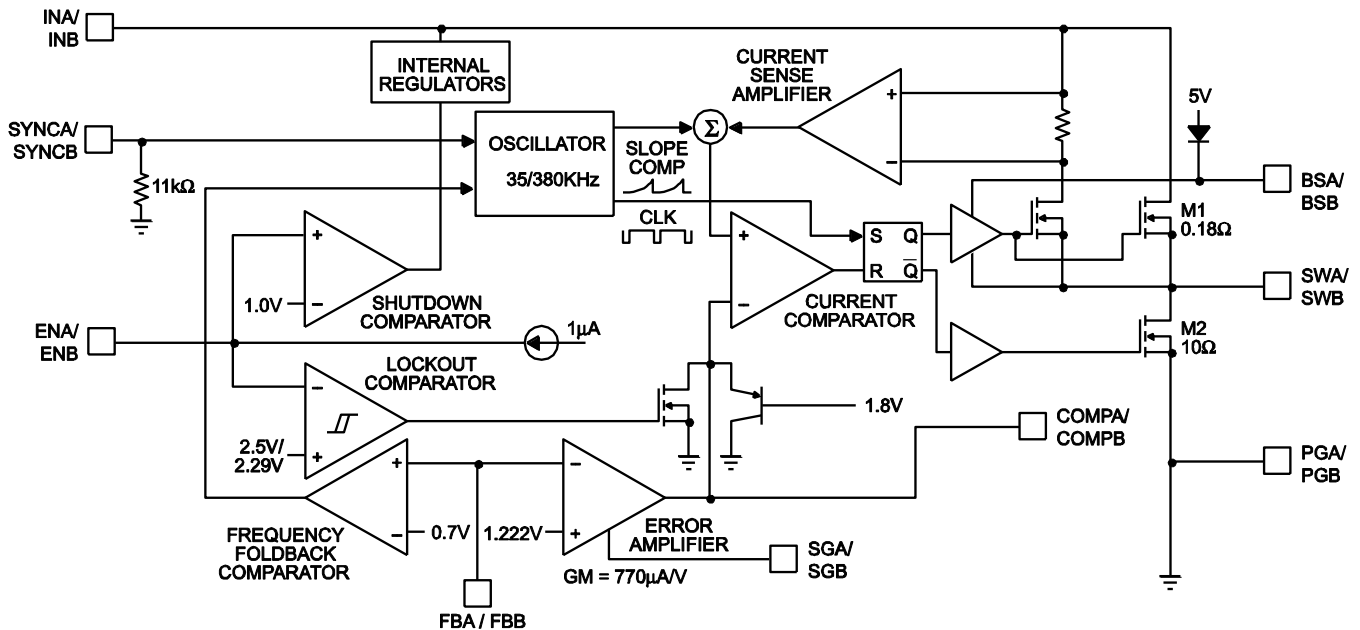 INA/
INB
INTERNAL
REGULATORS
CURRENT
SENSE
AMPLIFIER
+
−
5V
SYNCA/
SYNCB
11kΩ
OSCILLATOR
35/380KHz
Σ
SLOPE
COMP
CLK
BSA/
BSB
M1
0.18Ω
+
−
1.0V
SHUTDOWN
COMPARATOR
+
−
CURRENT
COMPARATOR
S Q
R Q̅
SWA/
SWB
ENA/
ENB
1µA
M2
10Ω
LOCKOUT
COMPARATOR
−
+
2.5V/
2.29V
1.8V
COMPA/
COMPB
PGA/
PGB
+
−
0.7V
FREQUENCY
FOLDBACK
COMPARATOR
−
+
1.222V
ERROR
AMPLIFIER
GM = 770µA/V
SGA/
SGB
FBA / FBB